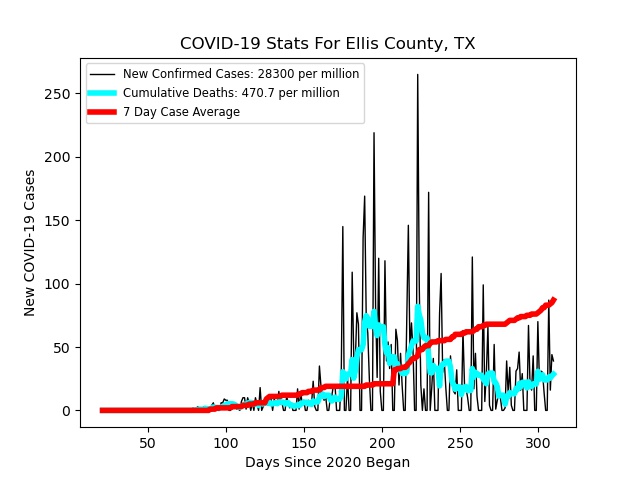 COVID-19 Stats For Ellis County, TX
New Confirmed Cases: 28300 per million
Cumulative Deaths: 470.7 per million
7 Day Case Average
New COVID-19 Cases
250
200
150
100
50
0
50 100 150 200 250 300
Days Since 2020 Began